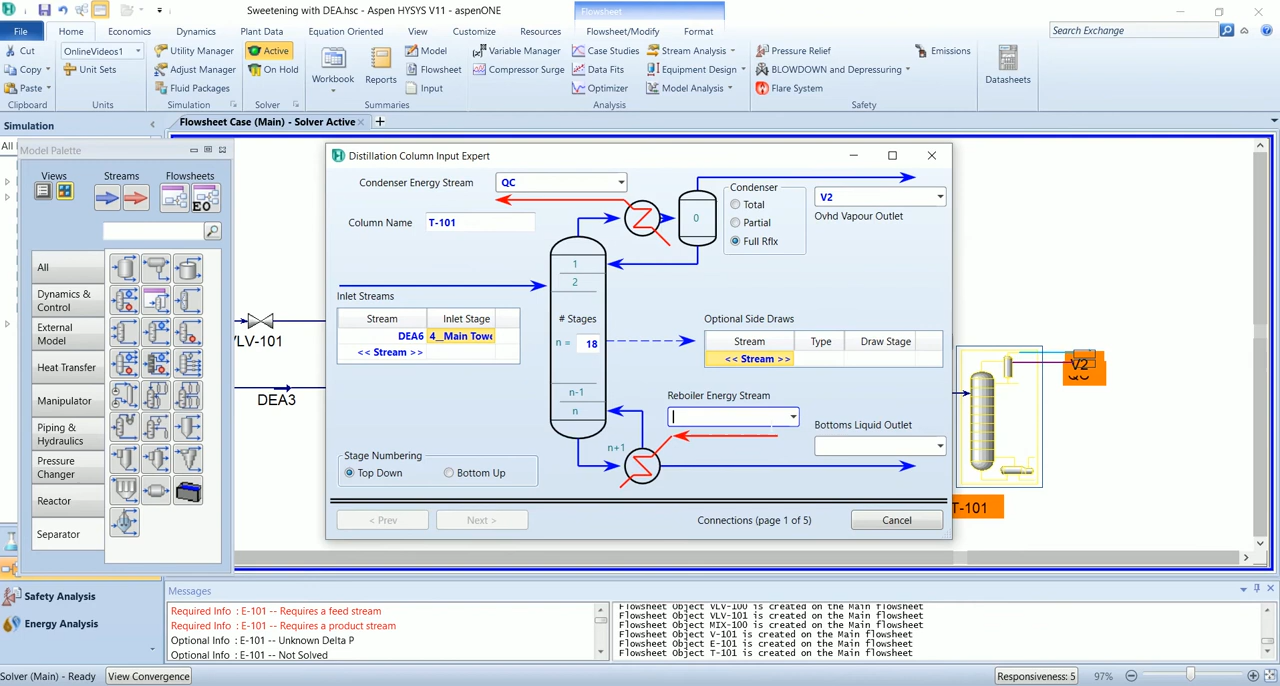 Sweetening with DEA.hsc - Aspen HYSYS V11 - aspenONE
Flowsheet
File
Home
Economics
Dynamics
Plant Data
Equation Oriented
View
Customize
Resources
Flowsheet/Modify
Format
Search Exchange
Cut
Copy
Paste
Clipboard
OnlineVideos1
Unit Sets
Units
Utility Manager
Adjust Manager
Fluid Packages
Simulation
Active
On Hold
Solver
Workbook
Reports
Model
Flowsheet
Input
Summaries
Variable Manager
Compressor Surge
Case Studies
Data Fits
Optimizer
Stream Analysis
Equipment Design
Model Analysis
Analysis
Pressure Relief
BLOWDOWN and Depressuring
Flare System
Safety
Emissions
Datasheets
Simulation
Flowsheet Case (Main) - Solver Active
All
Model Palette
Views
Streams
Flowsheets
EO
All
Dynamics & Control
External Model
Heat Transfer
Manipulator
Piping & Hydraulics
Pressure Changer
Reactor
Separator
VLV-101
DEA3
Distillation Column Input Expert
Condenser Energy Stream
QC
Column Name
T-101
0
Condenser
Total
Partial
Full Rflx
V2
Ovhd Vapour Outlet
1
2
# Stages
n =
18
n-1
n
n+1
Inlet Streams
Stream
Inlet Stage
DEA6
4__Main Towe
<< Stream >>
Optional Side Draws
Stream
Type
Draw Stage
<< Stream >>
Reboiler Energy Stream
Bottoms Liquid Outlet
Stage Numbering
Top Down
Bottom Up
< Prev
Next >
Connections (page 1 of 5)
Cancel
V2
QC
T-101
Safety Analysis
Energy Analysis
Messages
Required Info : E-101 -- Requires a feed stream
Required Info : E-101 -- Requires a product stream
Optional Info : E-101 -- Unknown Delta P
Optional Info : E-101 -- Not Solved
Flowsheet Object VLV-100 is created on the Main flowsheet
Flowsheet Object VLV-101 is created on the Main flowsheet
Flowsheet Object MIX-100 is created on the Main flowsheet
Flowsheet Object V-101 is created on the Main flowsheet
Flowsheet Object E-101 is created on the Main flowsheet
Flowsheet Object T-101 is created on the Main flowsheet
Solver (Main) - Ready
View Convergence
Responsiveness: 5
97%